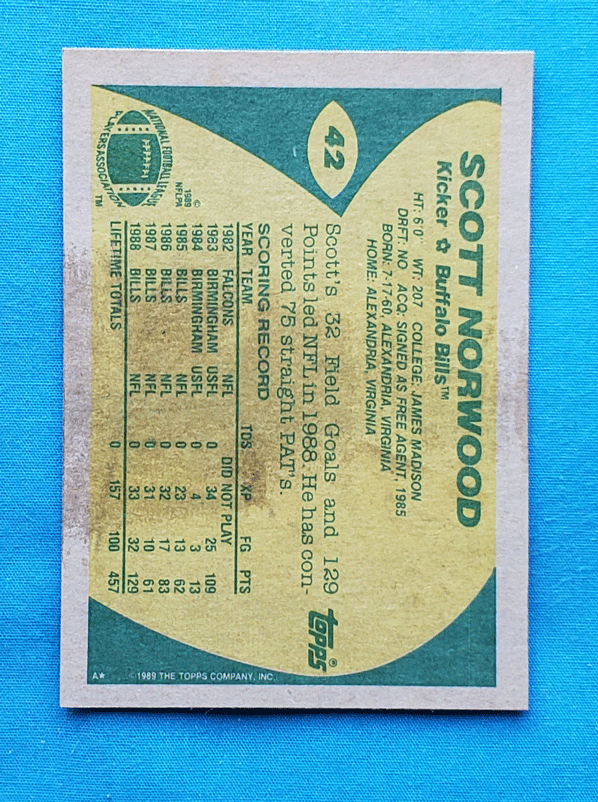 42
SCOTT NORWOOD
Kicker ☆ Buffalo Bills™
HT: 6'0" WT: 207 COLLEGE: JAMES MADISON
DRFT: NO ACQ: SIGNED AS FREE AGENT, 1985
BORN: 7-17-60, ALEXANDRIA, VIRGINIA
HOME: ALEXANDRIA, VIRGINIA
Scott's 32 Field Goals and 129
Points led NFL in 1988. He has con-
verted 75 straight PAT's.
TOPPS®
SCORING RECORD
YEAR TEAM TDS XP FG PTS
1982 FALCONS NFL DID NOT PLAY
1983 BIRMINGHAM USFL 0 34 25 109
1984 BIRMINGHAM USFL 0 4 3 13
1985 BILLS NFL 0 23 13 62
1986 BILLS NFL 0 32 17 83
1987 BILLS NFL 0 31 10 61
1988 BILLS NFL 0 33 32 129
LIFETIME TOTALS 0 157 100 457
NATIONAL FOOTBALL LEAGUE
PLAYERS ASSOCIATION
™
©
1989
NFLPA
A★ ©1989 THE TOPPS COMPANY, INC.